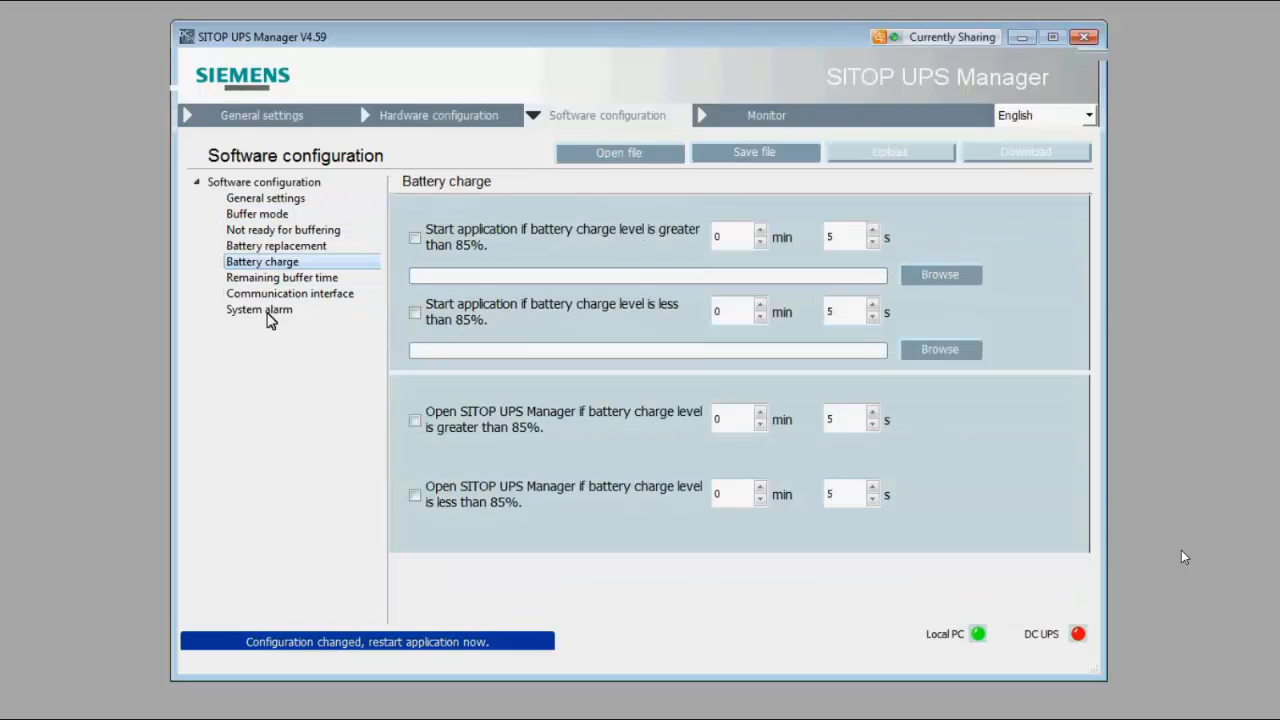 SITOP UPS Manager V4.59
Currently Sharing
SIEMENS
SITOP UPS Manager
General settings
Hardware configuration
Software configuration
Monitor
English
Software configuration
Open file
Save file
Upload
Download
Software configuration
General settings
Buffer mode
Not ready for buffering
Battery replacement
Battery charge
Remaining buffer time
Communication interface
System alarm
Battery charge
Start application if battery charge level is greater
than 85%.
0 min 5 s
Browse
Start application if battery charge level is less
than 85%.
0 min 5 s
Browse
Open SITOP UPS Manager if battery charge level
is greater than 85%.
0 min 5 s
Open SITOP UPS Manager if battery charge level
is less than 85%.
0 min 5 s
Configuration changed, restart application now.
Local PC
DC UPS